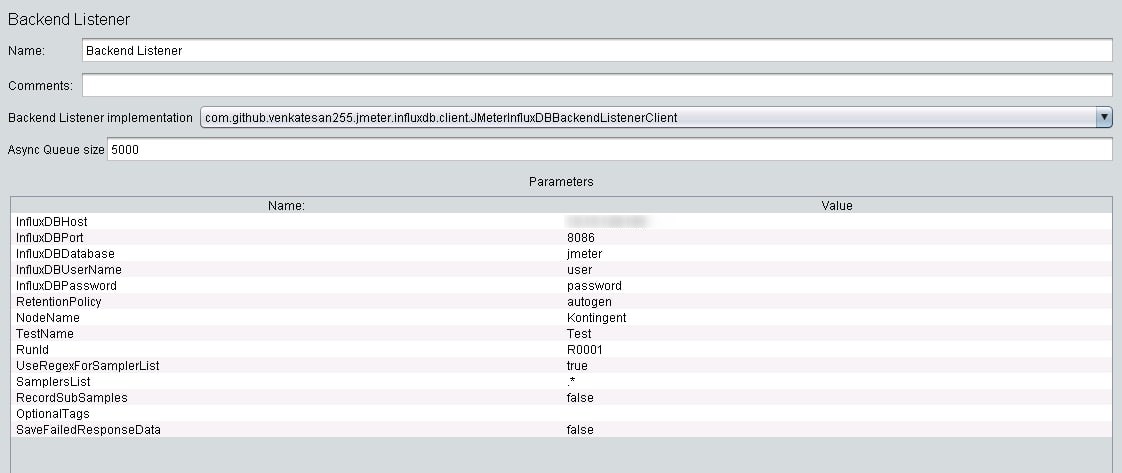 Backend Listener
Name: Backend Listener
Comments:
Backend Listener implementation com.github.venkatesan255.jmeter.influxdb.client.JMeterInfluxDBBackendListenerClient
Async Queue size 5000
Parameters
Name: Value
InfluxDBHost
InfluxDBPort 8086
InfluxDBDatabase jmeter
InfluxDBUserName user
InfluxDBPassword password
RetentionPolicy autogen
NodeName Kontingent
TestName Test
RunId R0001
UseRegexForSamplerList true
SamplersList .*
RecordSubSamples false
OptionalTags
SaveFailedResponseData false